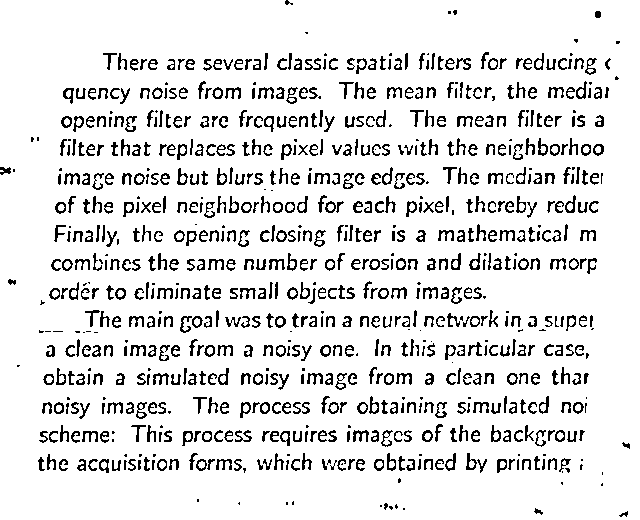 There are several classic spatial filters for reducing
quency noise from images. The mean filter, the media
opening filter are frequently used. The mean filter is a
filter that replaces the pixel values with the neighborhoo
image noise but blurs the image edges. The median filte
of the pixel neighborhood for each pixel, thereby reduc
Finally, the opening closing filter is a mathematical m
combines the same number of erosion and dilation morp
order to eliminate small objects from images.
The main goal was to train a neural network in a super
a clean image from a noisy one. In this particular case,
obtain a simulated noisy image from a clean one
noisy images. The process for obtaining simulated noi
scheme: This process requires images of the backgrour
the acquisition forms, which were obtained by printing